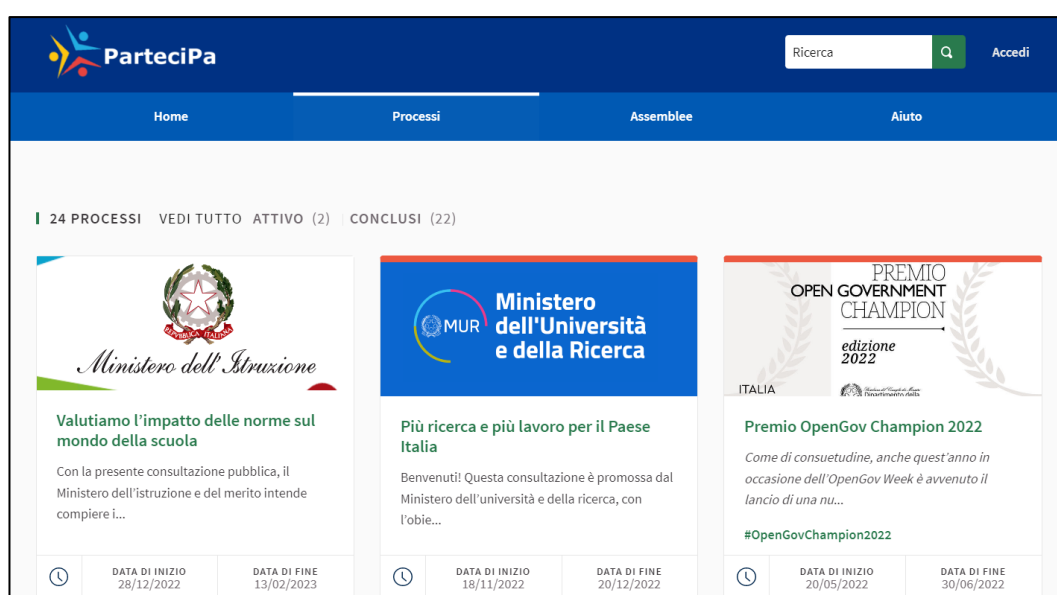 ParteciPa
Ricerca
Accedi
Home Processi Assemblee Aiuto
24 PROCESSI VEDI TUTTO ATTIVO (2) CONCLUSI (22)
REPVBBLICA ITALIANA
Ministero dell' Istruzione
Valutiamo l'impatto delle norme sul
mondo della scuola
Con la presente consultazione pubblica, il
Ministero dell'istruzione e del merito intende
compiere i...
DATA DI INIZIO DATA DI FINE
28/12/2022 13/02/2023
MUR
Ministero
dell'Università
e della Ricerca
Più ricerca e più lavoro per il Paese
Italia
Benvenuti! Questa consultazione è promossa dal
Ministero dell'università e della ricerca, con
l'obie...
DATA DI INIZIO DATA DI FINE
18/11/2022 20/12/2022
PREMIO
OPEN GOVERNMENT
CHAMPION
edizione
2022
ITALIA
Premio OpenGov Champion 2022
Come di consuetudine, anche quest'anno in
occasione dell'OpenGov Week è avvenuto il
lancio di una nu...
#OpenGovChampion2022
DATA DI INIZIO DATA DI FINE
20/05/2022 30/06/2022